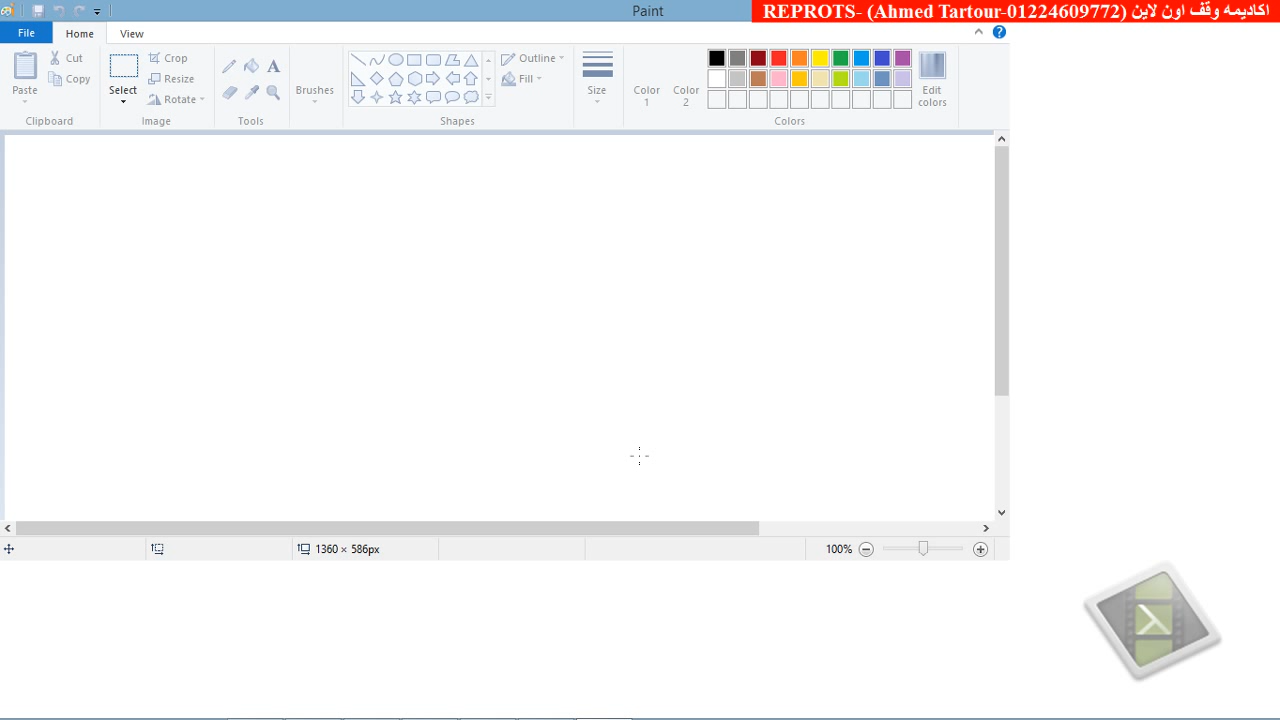 Paint
REPROTS- (Ahmed Tartour-01224609772) اكاديمه وقف اون لاين
File
Home
View
Paste
Cut
Copy
Clipboard
Select
Crop
Resize
Rotate
Image
Tools
Brushes
Shapes
Outline
Fill
Size
Color 1
Color 2
Edit colors
Colors
1360 × 586px
100%